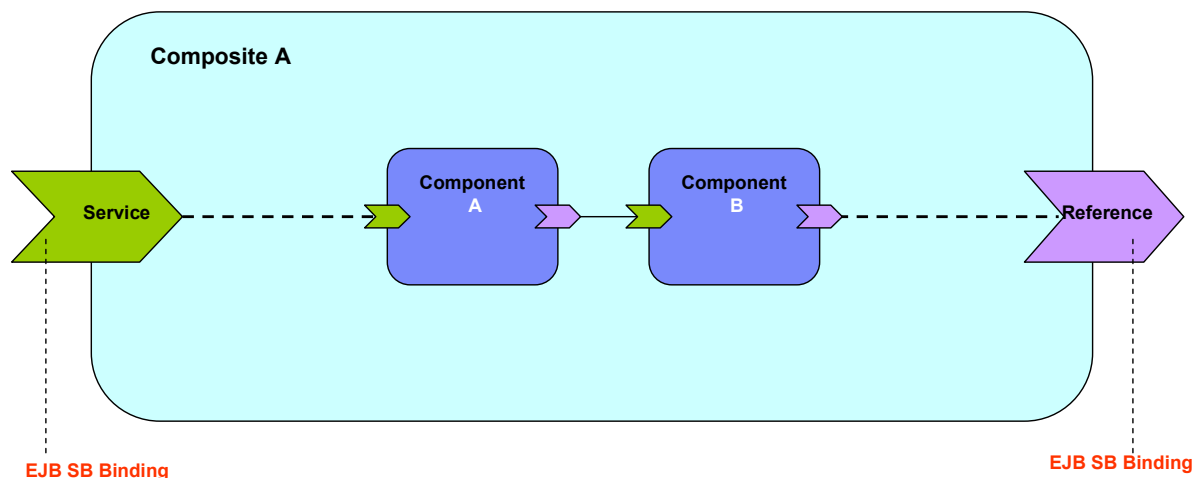 Composite A
Service
Component
A
Component
B
Reference
EJB SB Binding
EJB SB Binding